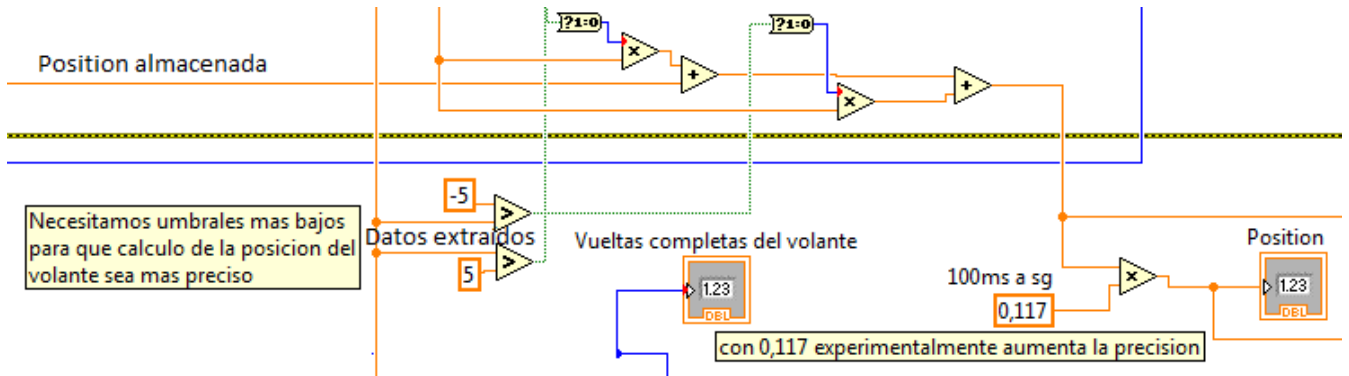 ?1:0
?1:0
Position almacenada
-5
Necesitamos umbrales mas bajos
para que calculo de la posicion del
volante sea mas preciso
Datos extraídos
5
Vueltas completas del volante
1.23
DBL
100ms a sg
0,117
con 0,117 experimentalmente aumenta la precision
Position
1.23
DBL